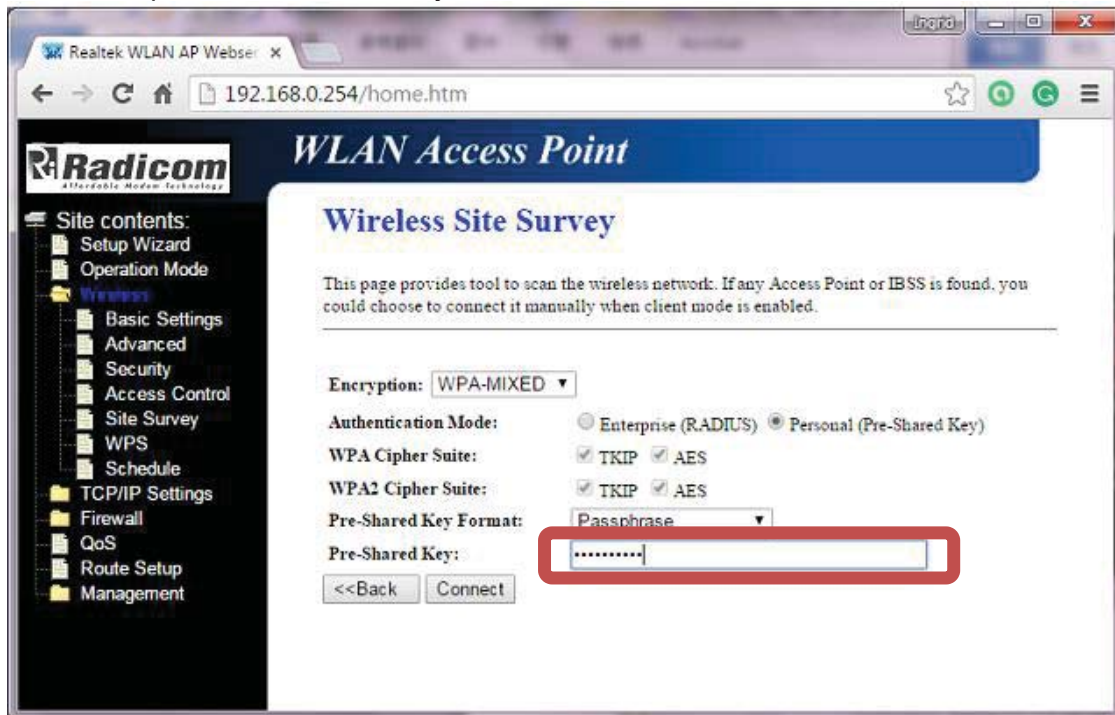 Ingrid
Realtek WLAN AP Webser ×
192.168.0.254/home.htm
Radicom
Affordable Modem Technology
WLAN Access Point
Site contents:
Setup Wizard
Operation Mode
Wireless
Basic Settings
Advanced
Security
Access Control
Site Survey
WPS
Schedule
TCP/IP Settings
Firewall
QoS
Route Setup
Management
Wireless Site Survey
This page provides tool to scan the wireless network. If any Access Point or IBSS is found, you
could choose to connect it manually when client mode is enabled.
Encryption: WPA-MIXED
Authentication Mode: Enterprise (RADIUS) Personal (Pre-Shared Key)
WPA Cipher Suite: TKIP AES
WPA2 Cipher Suite: TKIP AES
Pre-Shared Key Format: Passphrase
Pre-Shared Key: ••••••••••
<<Back Connect